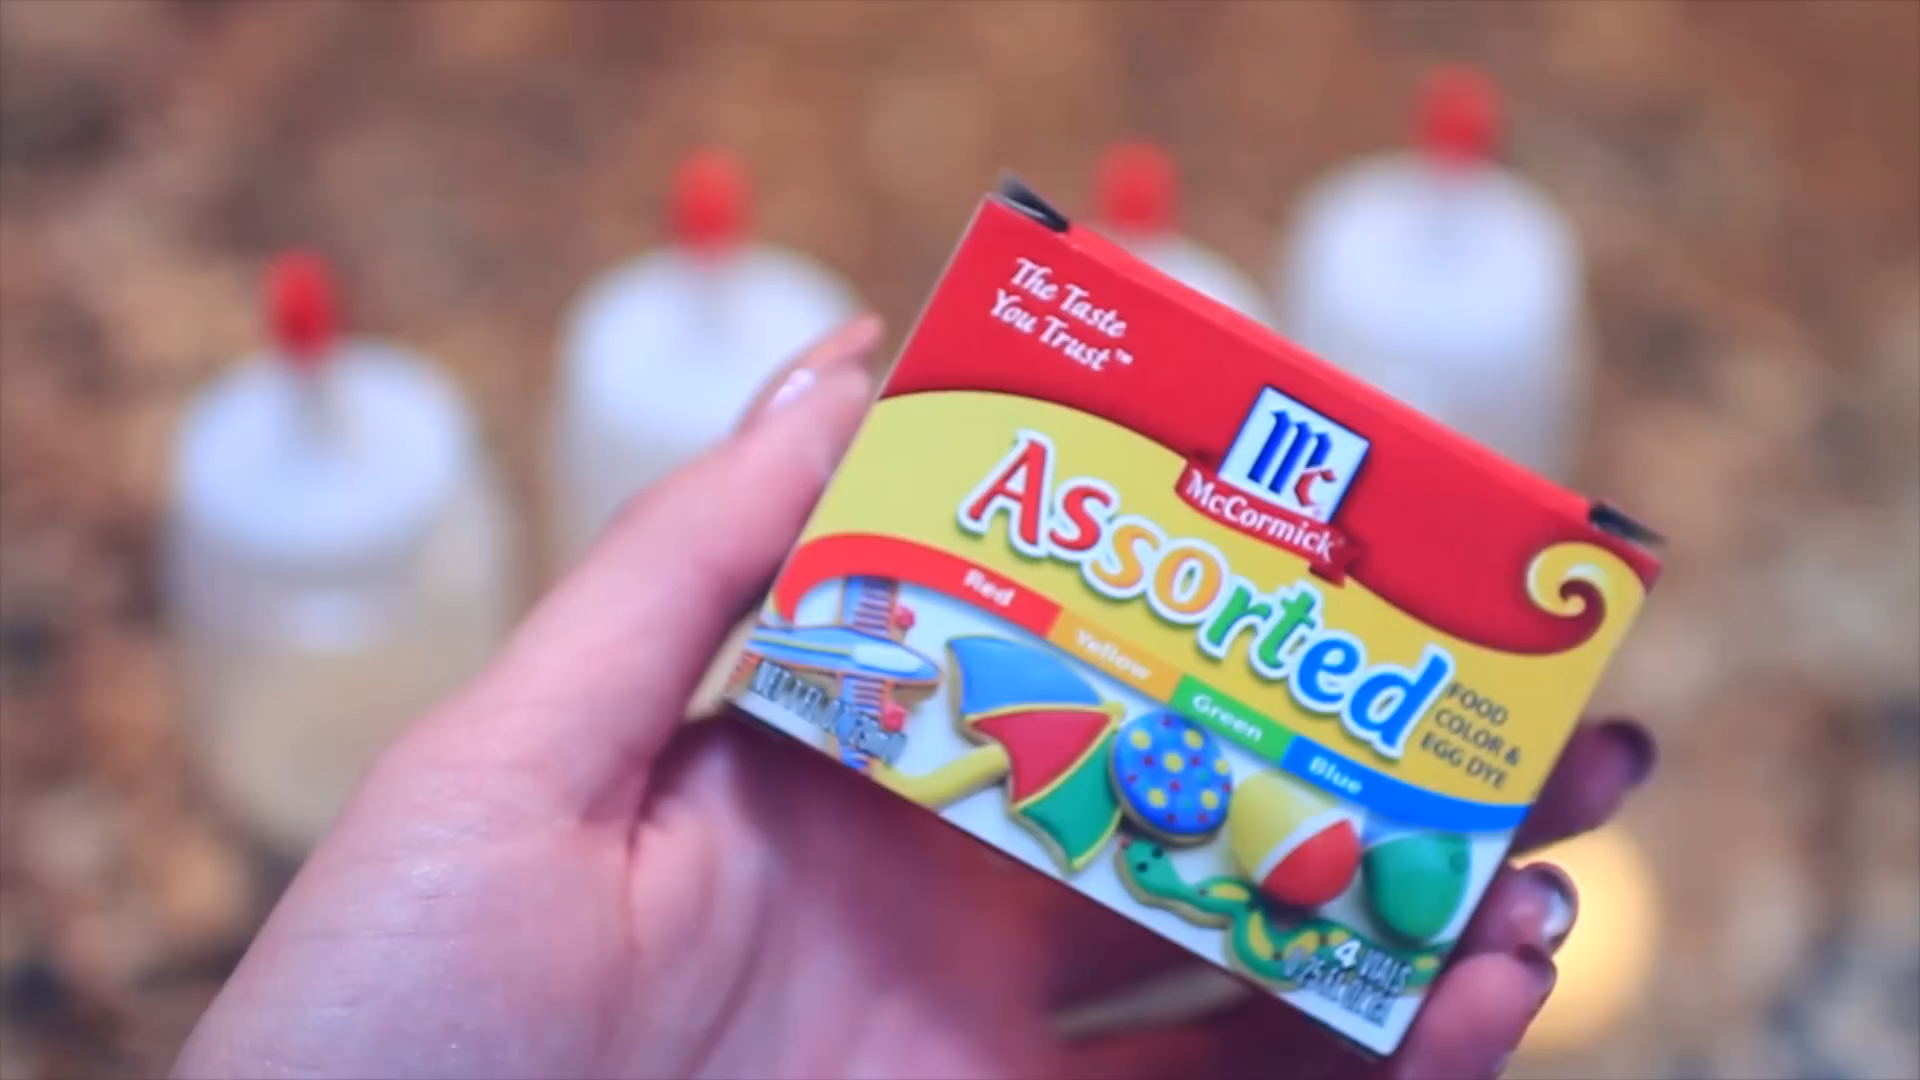 The Taste
You Trust™
Mc
McCormick®
Assorted
FOOD
COLOR &
EGG DYE
Red
Yellow
Green
Blue
4 VIALS